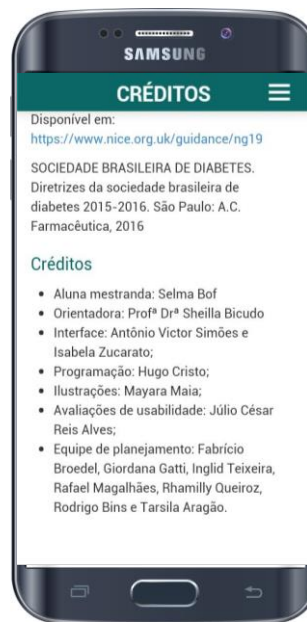 SAMSUNG
CRÉDITOS
Disponível em:
https://www.nice.org.uk/guidance/ng19
SOCIEDADE BRASILEIRA DE DIABETES.
Diretrizes da sociedade brasileira de
diabetes 2015-2016. São Paulo: A.C.
Farmacêutica, 2016
Créditos
• Aluna mestranda: Selma Bof
• Orientadora: Profª Drª Sheilla Bicudo
• Interface: Antônio Victor Simões e
Isabela Zucarato;
• Programação: Hugo Cristo;
• Ilustrações: Mayara Maia;
• Avaliações de usabilidade: Júlio César
Reis Alves;
• Equipe de planejamento: Fabrício
Broedel, Giordana Gatti, Inglid Teixeira,
Rafael Magalhães, Rhamilly Queiroz,
Rodrigo Bins e Tarsila Aragão.